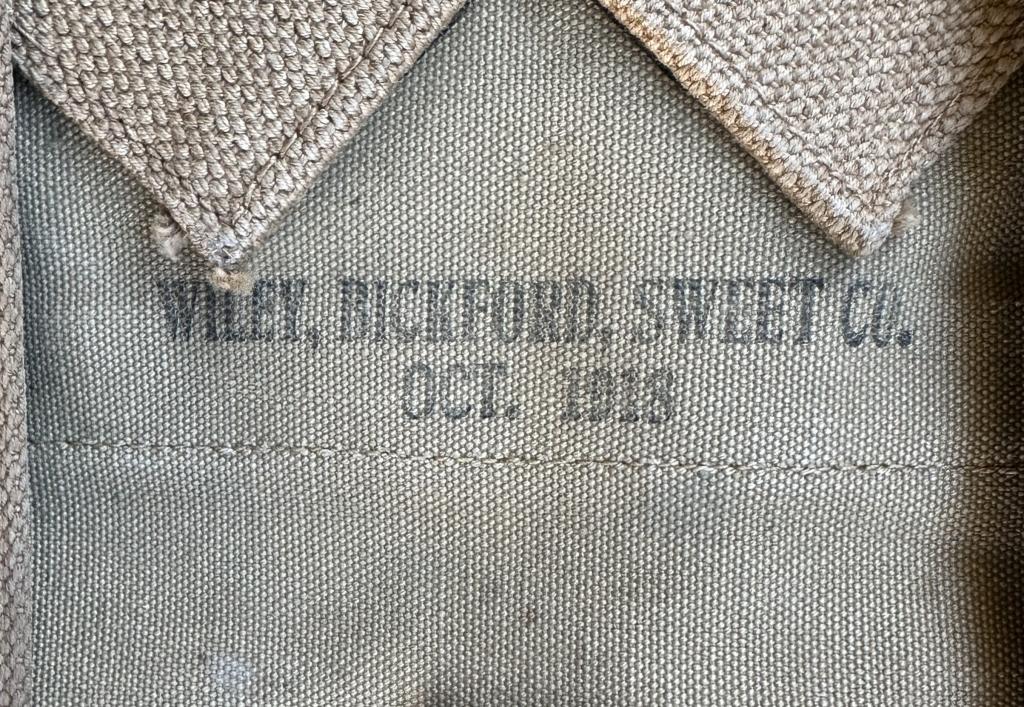 WILEY, BICKFORD, SWEET CO.
OCT. 1918